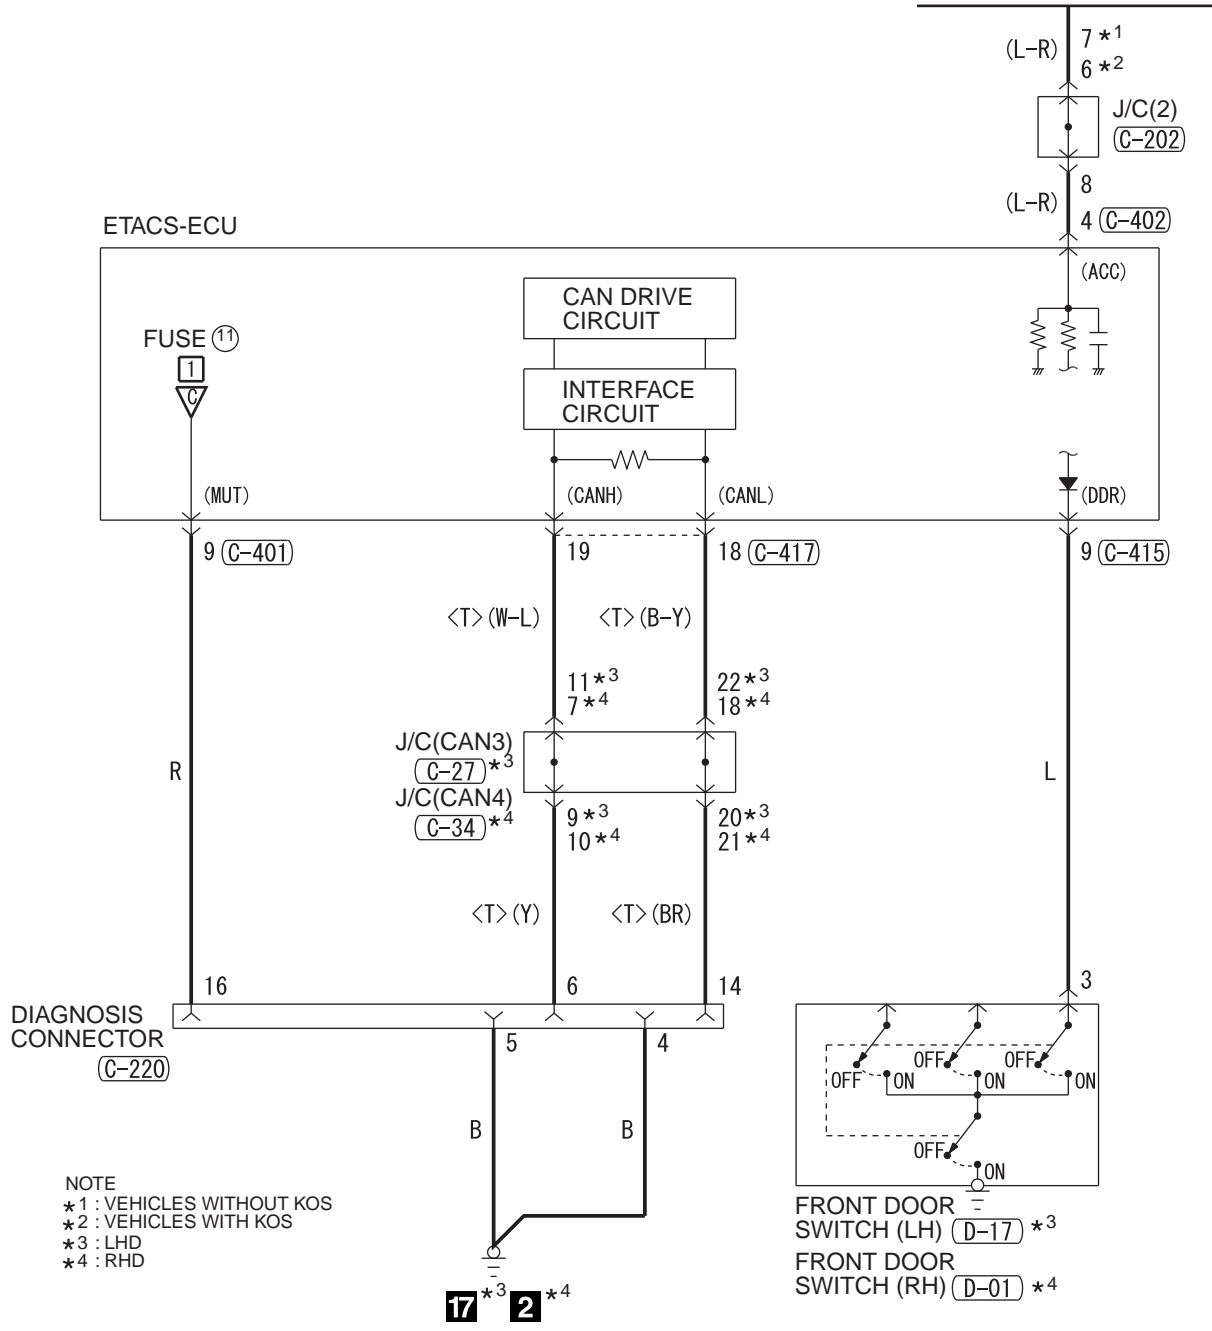 (L-R)
7 *1
6 *2
J/C(2)
C-202
8
(L-R)
4 C-402
ETACS-ECU
(ACC)
CAN DRIVE
CIRCUIT
FUSE 11
1
C
INTERFACE
CIRCUIT
(MUT)
(CANH)
(CANL)
(DDR)
9 C-401
19
18 C-417
9 C-415
<T>(W-L)
<T>(B-Y)
11*3
7*4
22*3
18*4
J/C(CAN3)
C-27 *3
J/C(CAN4)
C-34 *4
R
L
9*3
10*4
20*3
21*4
<T>(Y)
<T>(BR)
16
6
14
3
DIAGNOSIS
CONNECTOR
C-220
5
4
OFF
ON
OFF
ON
OFF
ON
B
B
OFF
ON
NOTE
*1 : VEHICLES WITHOUT KOS
*2 : VEHICLES WITH KOS
*3 : LHD
*4 : RHD
17 *3 2 *4
FRONT DOOR
SWITCH (LH) D-17 *3
FRONT DOOR
SWITCH (RH) D-01 *4